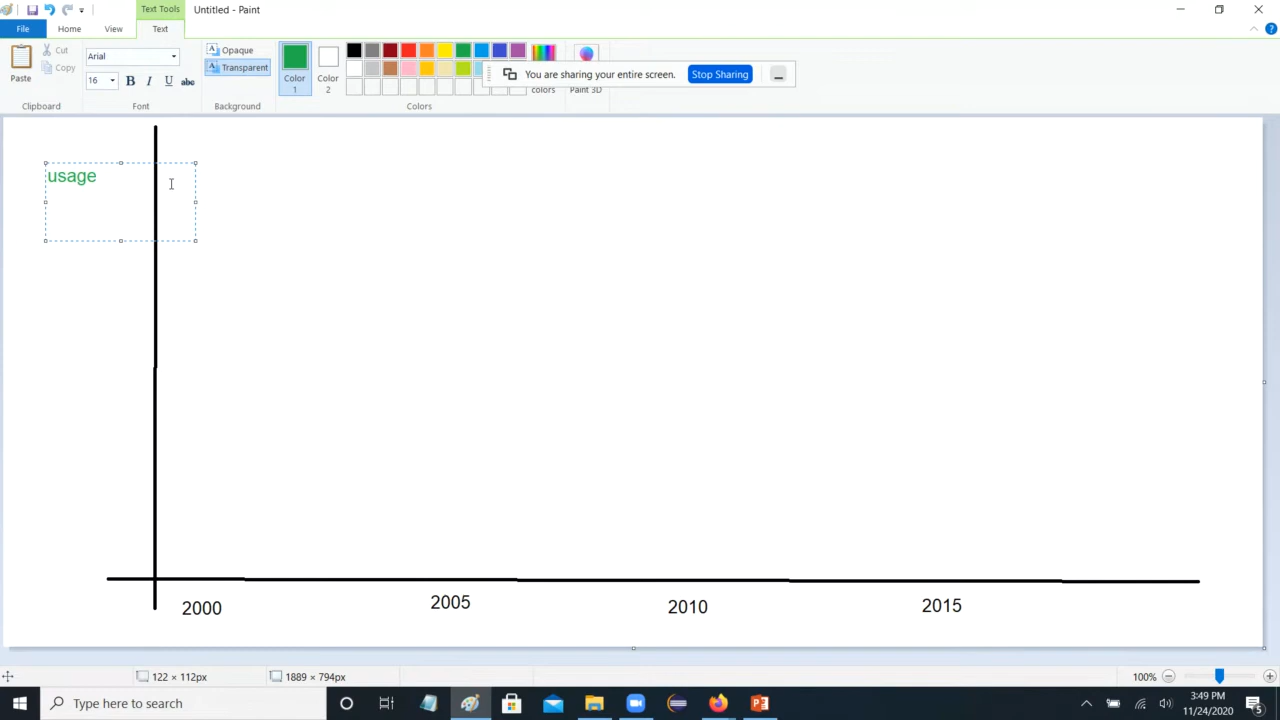 Text Tools
Untitled - Paint
File
Home
View
Text
Paste
Cut
Copy
Clipboard
Arial
16
B I U abc
Font
Opaque
Transparent
Background
Color
1
Color
2
colors
Colors
Paint 3D
You are sharing your entire screen.
Stop Sharing
usage
2000
2005
2010
2015
122 × 112px
1889 × 794px
100%
Type here to search
3:49 PM
11/24/2020
5